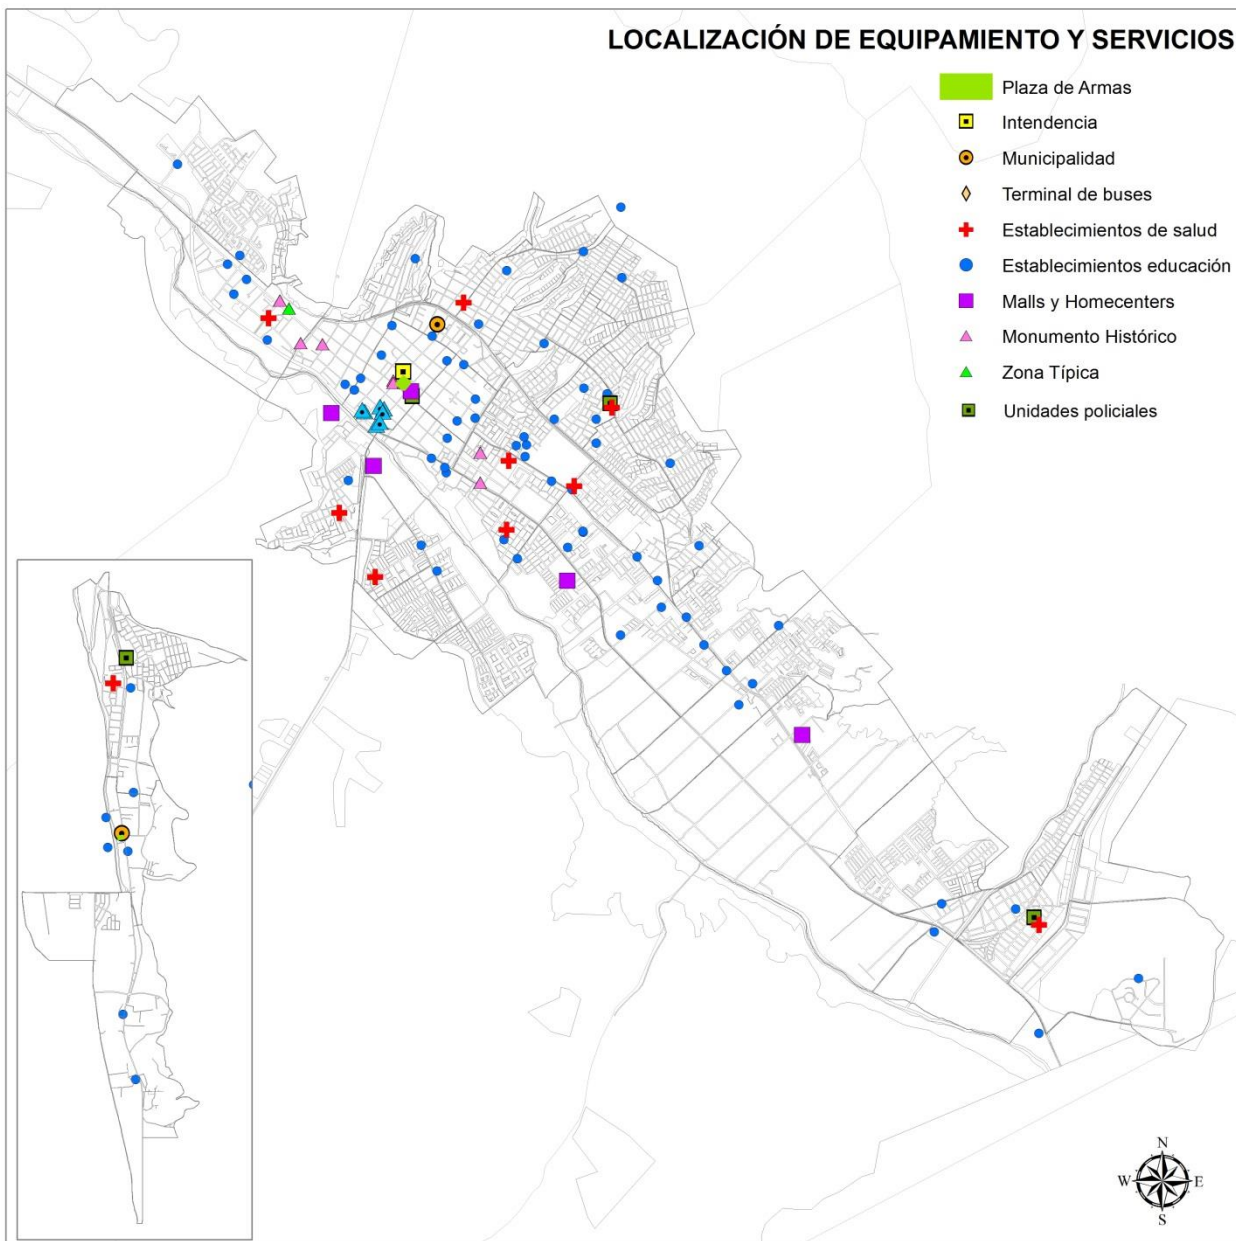 LOCALIZACIÓN DE EQUIPAMIENTO Y SERVICIOS
Plaza de Armas
Intendencia
Municipalidad
Terminal de buses
Establecimientos de salud
Establecimientos educación
Malls y Homecenters
Monumento Histórico
Zona Típica
Unidades policiales
N
W E
S